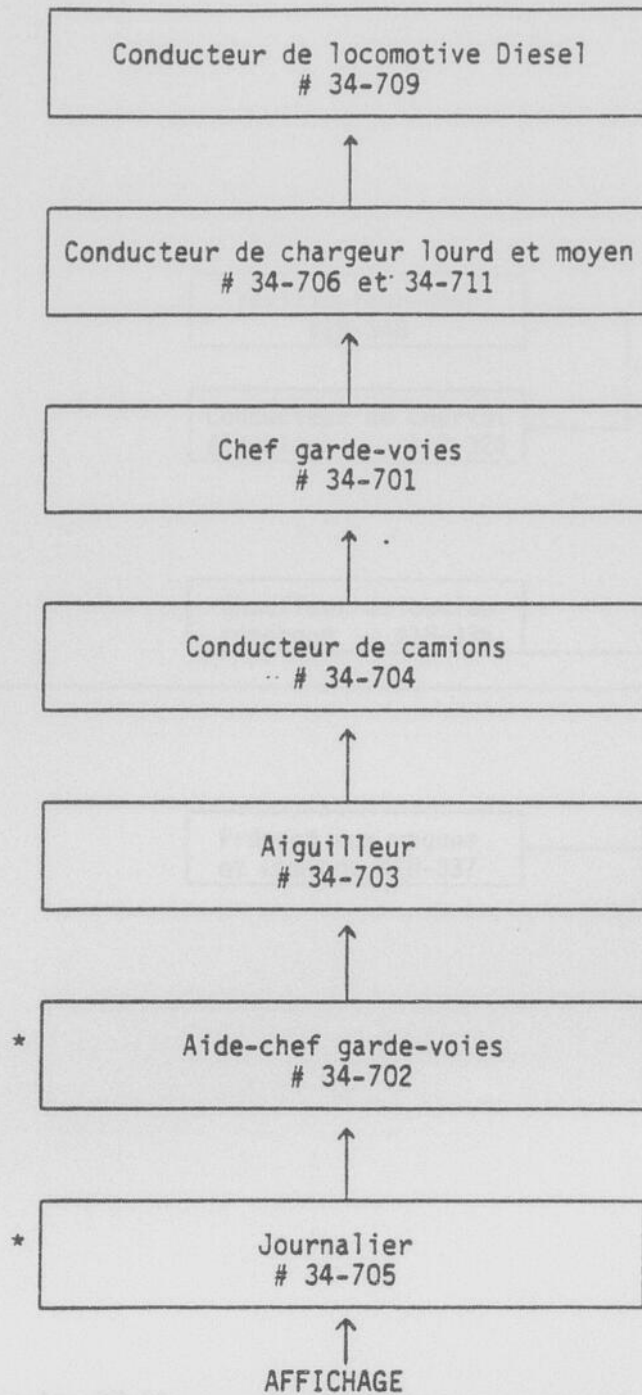 Conducteur de locomotive Diesel
# 34-709
Conducteur de chargeur lourd et moyen
# 34-706 et 34-711
Chef garde-voies
# 34-701
Conducteur de camions
# 34-704
Aiguilleur
# 34-703
* Aide-chef garde-voies
# 34-702
* Journalier
# 34-705
AFFICHAGE